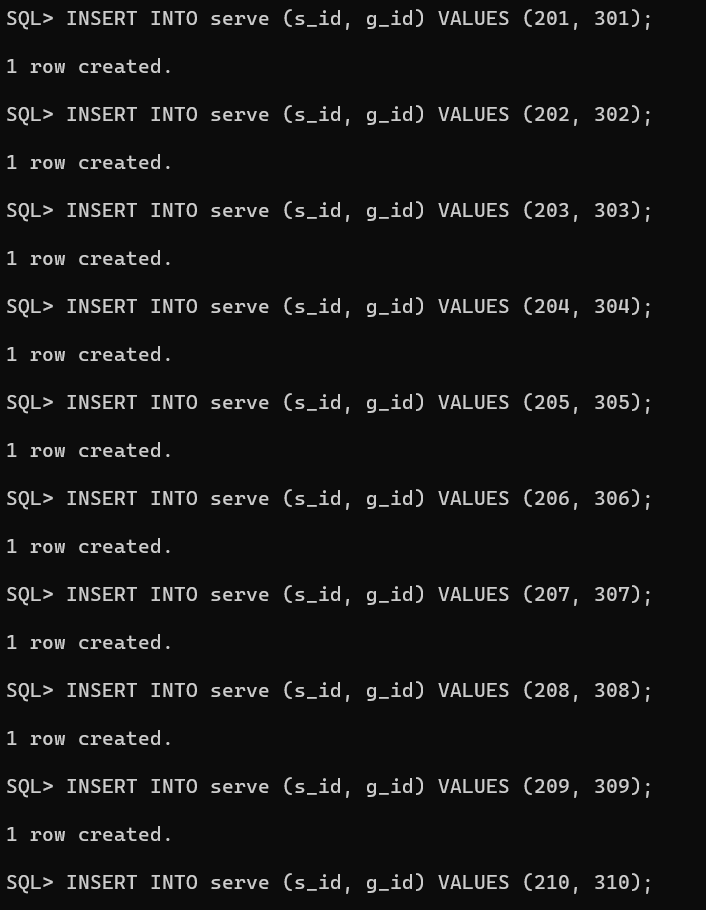 SQL> INSERT INTO serve (s_id, g_id) VALUES (201, 301);
1 row created.
SQL> INSERT INTO serve (s_id, g_id) VALUES (202, 302);
1 row created.
SQL> INSERT INTO serve (s_id, g_id) VALUES (203, 303);
1 row created.
SQL> INSERT INTO serve (s_id, g_id) VALUES (204, 304);
1 row created.
SQL> INSERT INTO serve (s_id, g_id) VALUES (205, 305);
1 row created.
SQL> INSERT INTO serve (s_id, g_id) VALUES (206, 306);
1 row created.
SQL> INSERT INTO serve (s_id, g_id) VALUES (207, 307);
1 row created.
SQL> INSERT INTO serve (s_id, g_id) VALUES (208, 308);
1 row created.
SQL> INSERT INTO serve (s_id, g_id) VALUES (209, 309);
1 row created.
SQL> INSERT INTO serve (s_id, g_id) VALUES (210, 310);